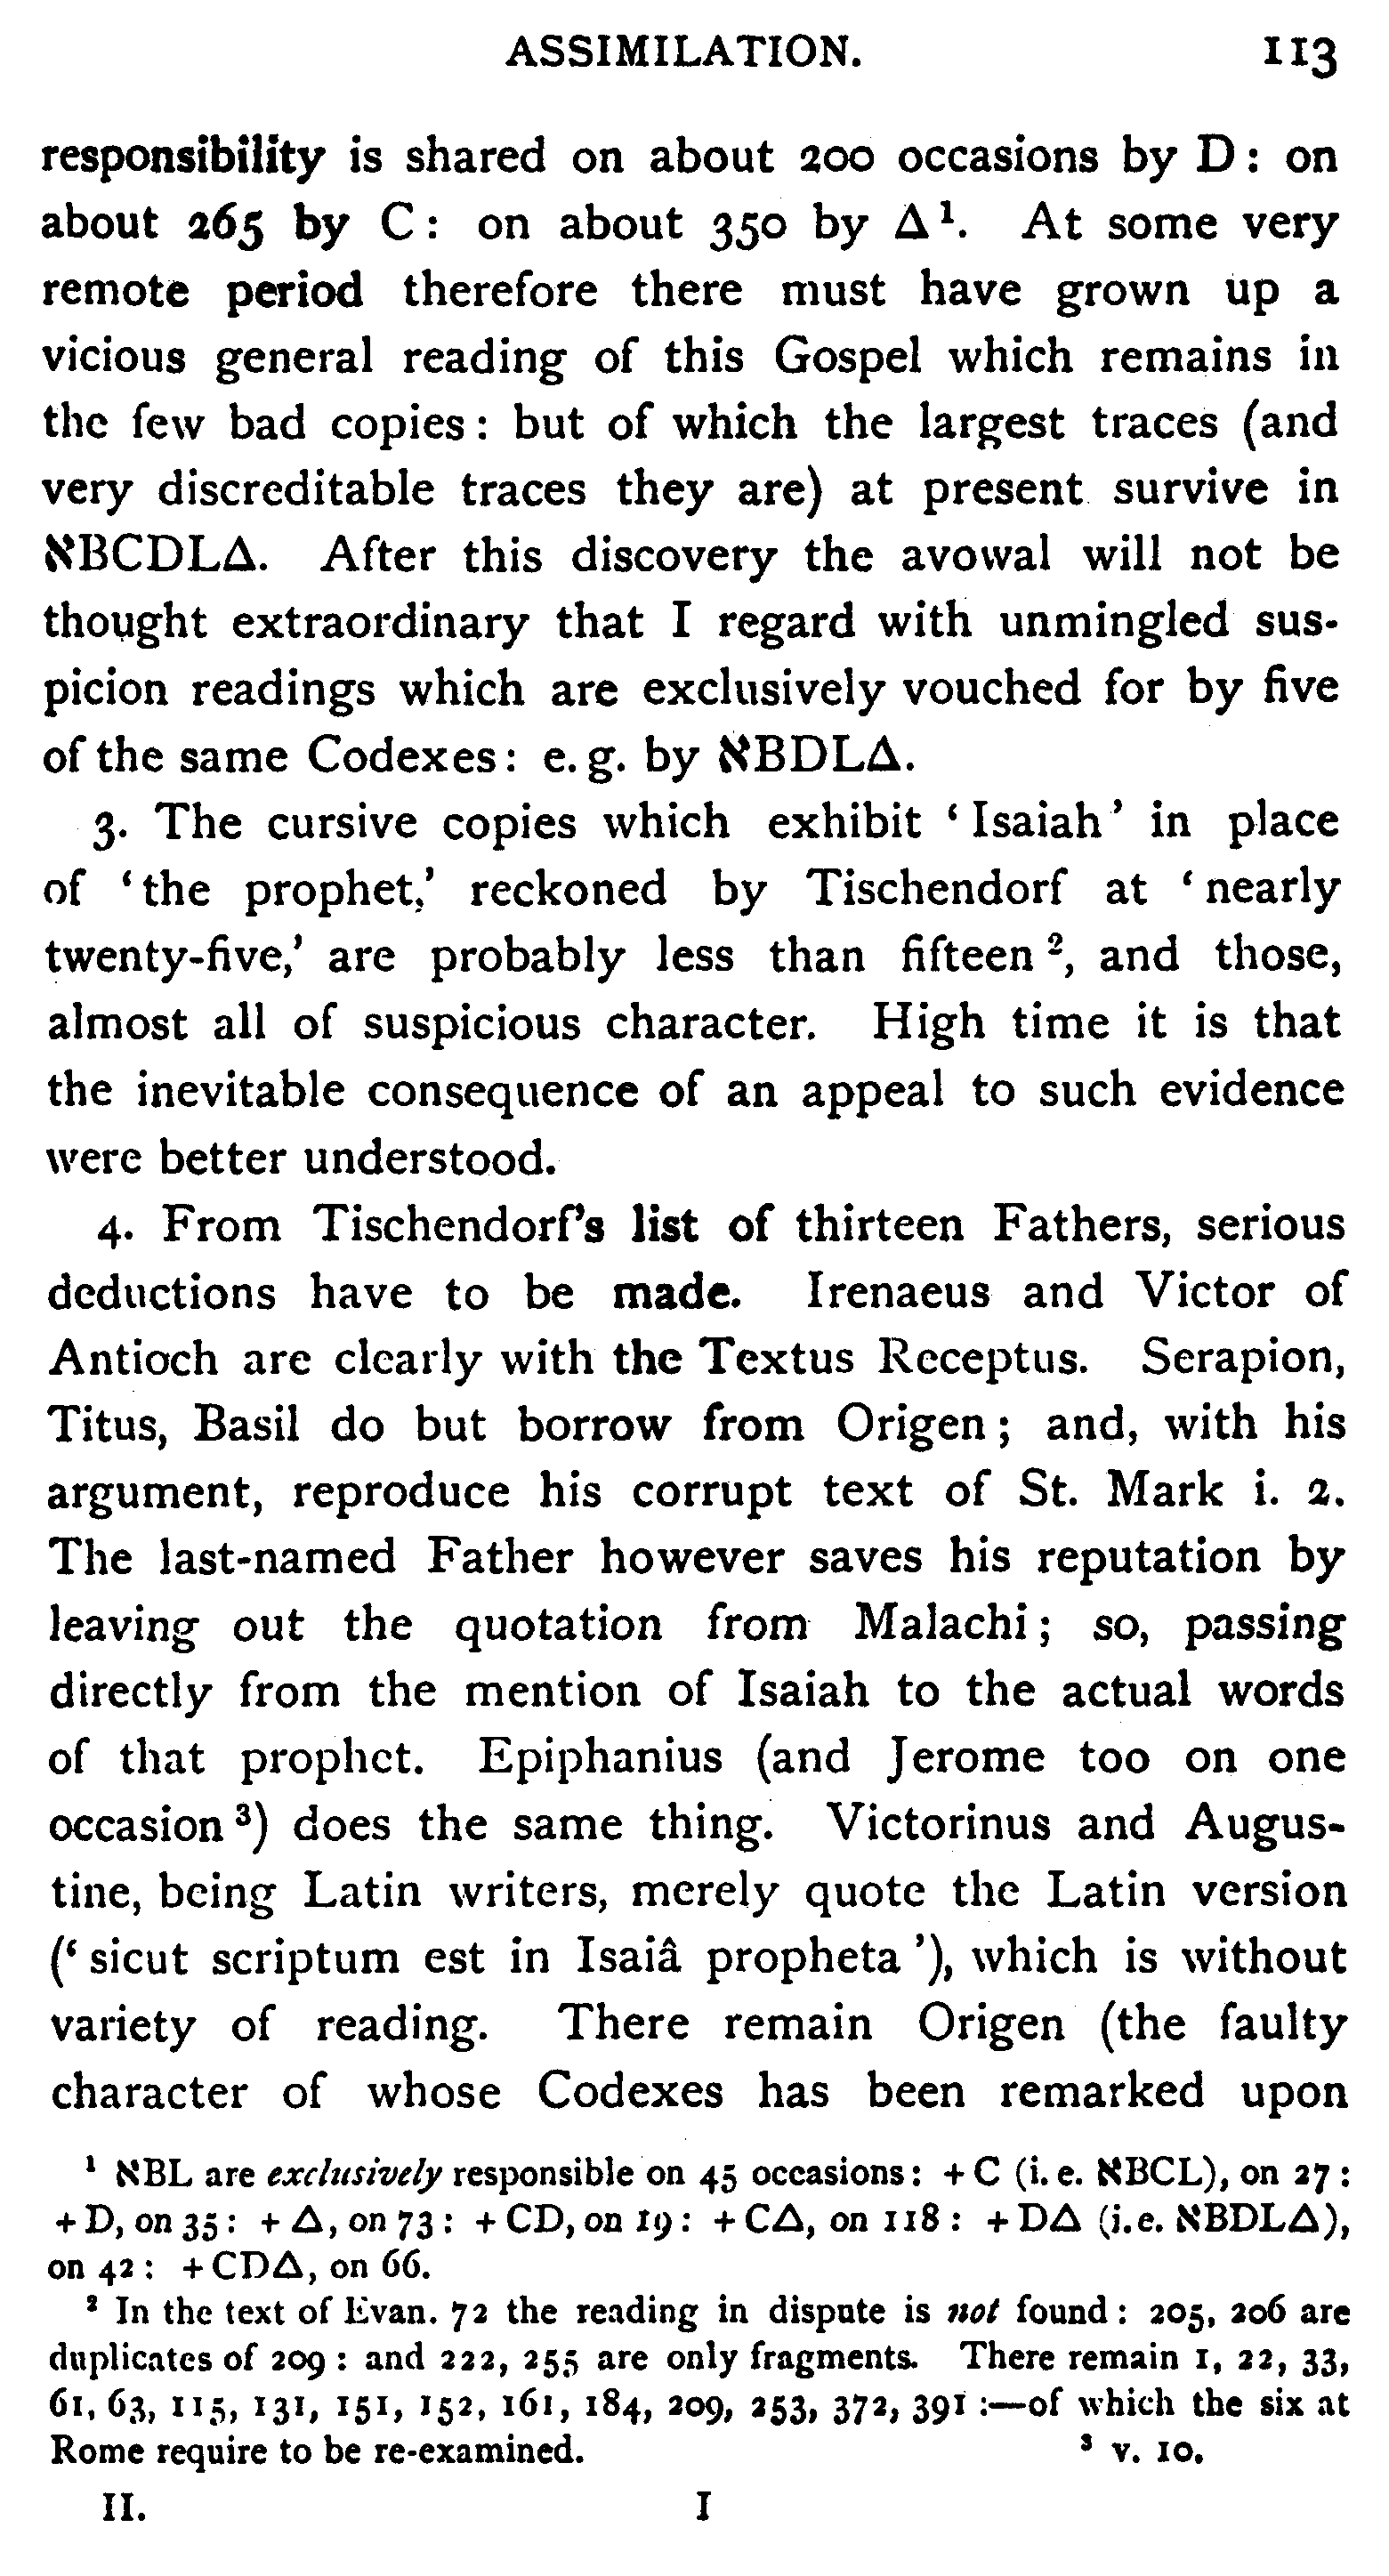 ASSIMILATION. 113
responsibility is shared on about 200 occasions by D: on
about 265 by C: on about 350 by Δ¹. At some very
remote period therefore there must have grown up a
vicious general reading of this Gospel which remains in
the few bad copies: but of which the largest traces (and
very discreditable traces they are) at present survive in
אBCDLΔ. After this discovery the avowal will not be
thought extraordinary that I regard with unmingled sus-
picion readings which are exclusively vouched for by five
of the same Codexes: e. g. by אBDLΔ.
3. The cursive copies which exhibit ‘Isaiah’ in place
of ‘the prophet,’ reckoned by Tischendorf at ‘nearly
twenty-five,’ are probably less than fifteen², and those,
almost all of suspicious character. High time it is that
the inevitable consequence of an appeal to such evidence
were better understood.
4. From Tischendorf’s list of thirteen Fathers, serious
deductions have to be made. Irenaeus and Victor of
Antioch are clearly with the Textus Receptus. Serapion,
Titus, Basil do but borrow from Origen; and, with his
argument, reproduce his corrupt text of St. Mark i. 2.
The last-named Father however saves his reputation by
leaving out the quotation from Malachi; so, passing
directly from the mention of Isaiah to the actual words
of that prophet. Epiphanius (and Jerome too on one
occasion³) does the same thing. Victorinus and Augus-
tine, being Latin writers, merely quote the Latin version
(‘sicut scriptum est in Isaiâ propheta’), which is without
variety of reading. There remain Origen (the faulty
character of whose Codexes has been remarked upon
¹ אBL are exclusively responsible on 45 occasions: +C (i. e. אBCL), on 27:
+D, on 35: +Δ, on 73: +CD, on 19: +CΔ, on 118: +DΔ (i. e. אBDLΔ),
on 42: +CDΔ, on 66.
² In the text of Evan. 72 the reading in dispute is not found: 205, 206 are
duplicates of 209: and 222, 255 are only fragments. There remain 1, 22, 33,
61, 63, 115, 131, 151, 152, 161, 184, 209, 253, 372, 391:—of which the six at
Rome require to be re-examined. ³ v. 10.
II. I